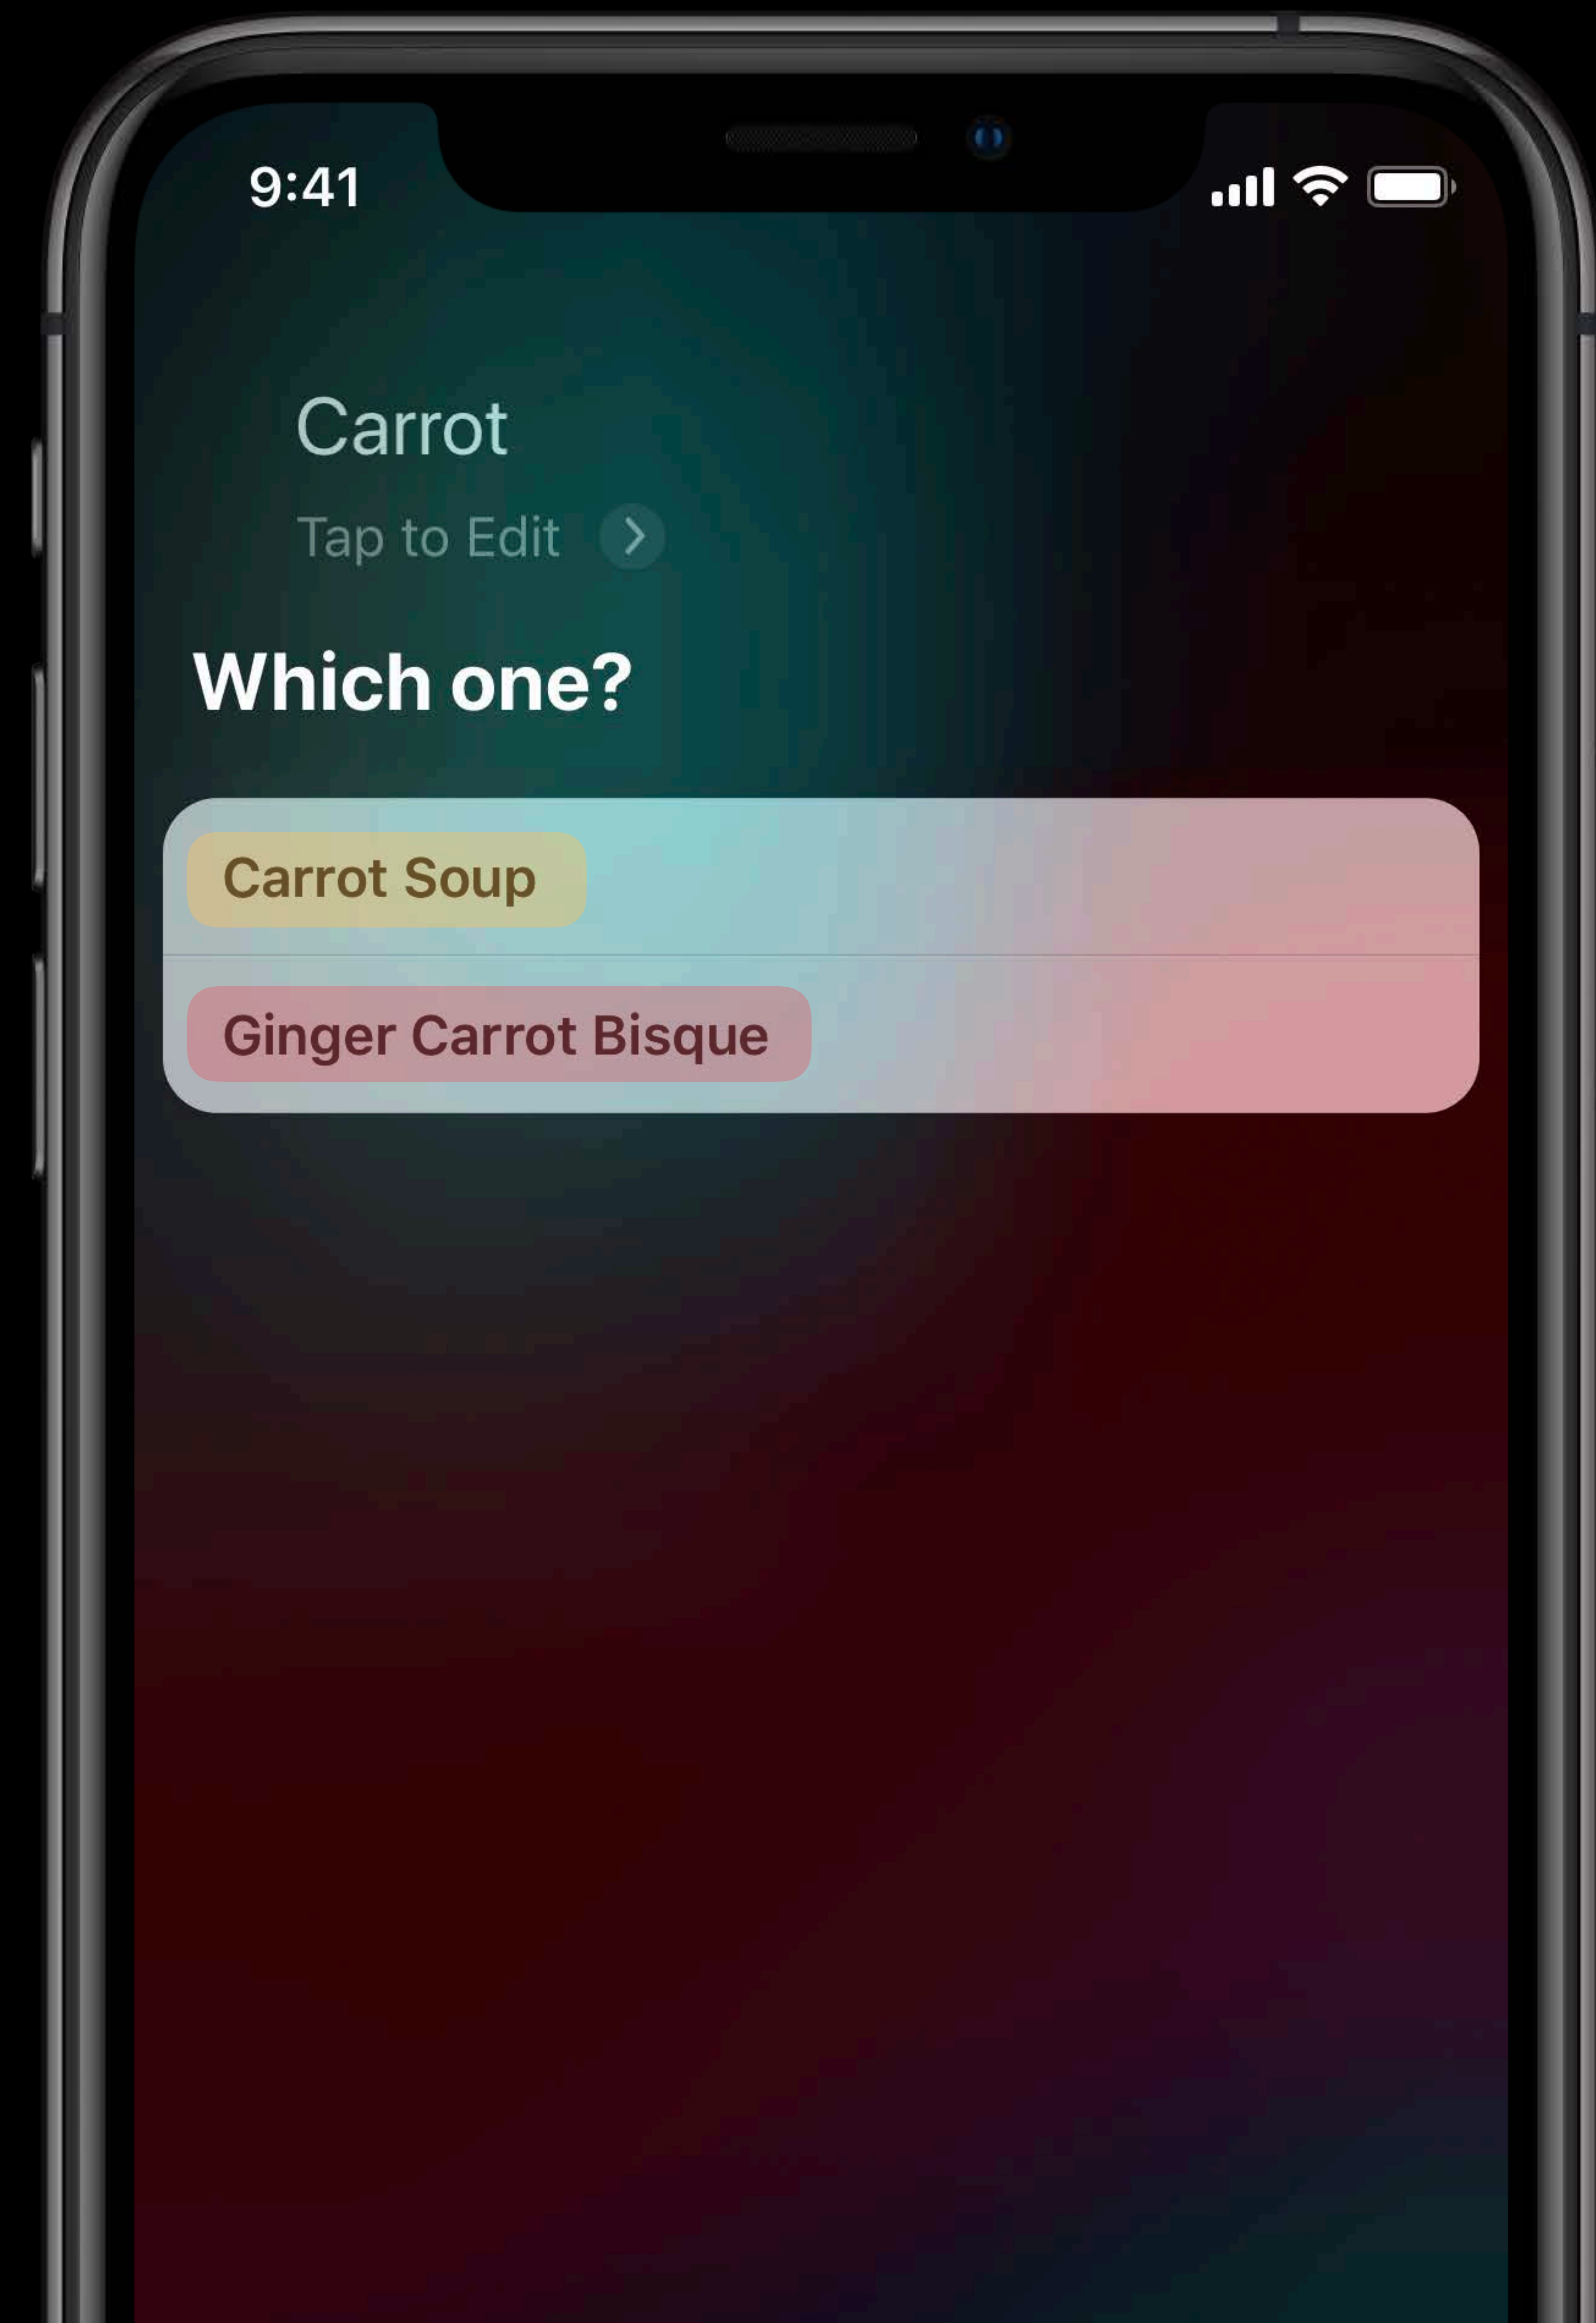 9:41
Carrot
Tap to Edit
Which one?
Carrot Soup
Ginger Carrot Bisque